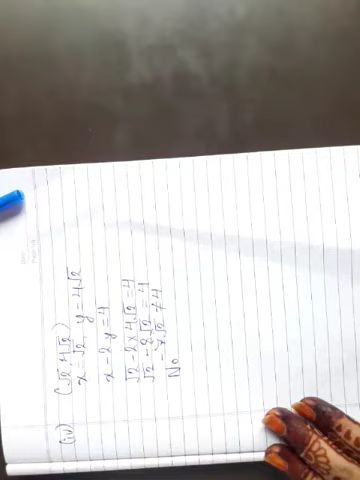 (iv) (√2, 4√2)
x = √2, y = 4√2
x - 2y = 4
√2 - 2×4√2 = 4
√2 - 8√2 = 4
-7√2 ≠ 4
No